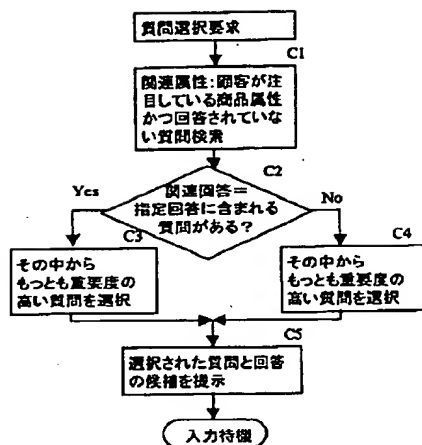 質問選択要求
C1
関連属性:顧客が注
目している商品属性
かつ回答されていな
い質問検索
C2
関連回答=
指定回答に含まれる
質問がある?
Yes
No
C3
その中から
もっとも重要度の
高い質問を選択
C4
その中から
もっとも重要度の
高い質問を選択
C5
選択された質問と回答
の候補を提示
入力待機